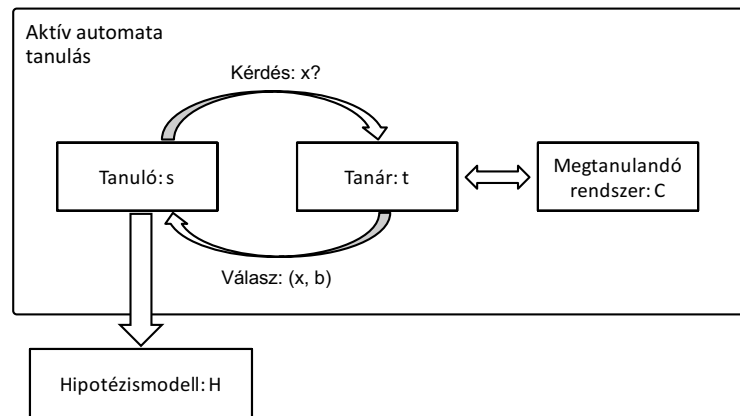 Aktív automata
tanulás
Kérdés: x?
Tanuló: s
Tanár: t
Megtanulandó
rendszer: C
Válasz: (x, b)
Hipotézismodell: H